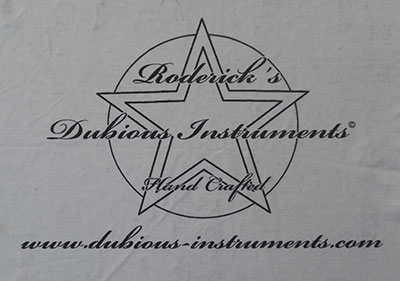 Roderick's
Dubious Instruments©
Hand Crafted
www.dubious-instruments.com